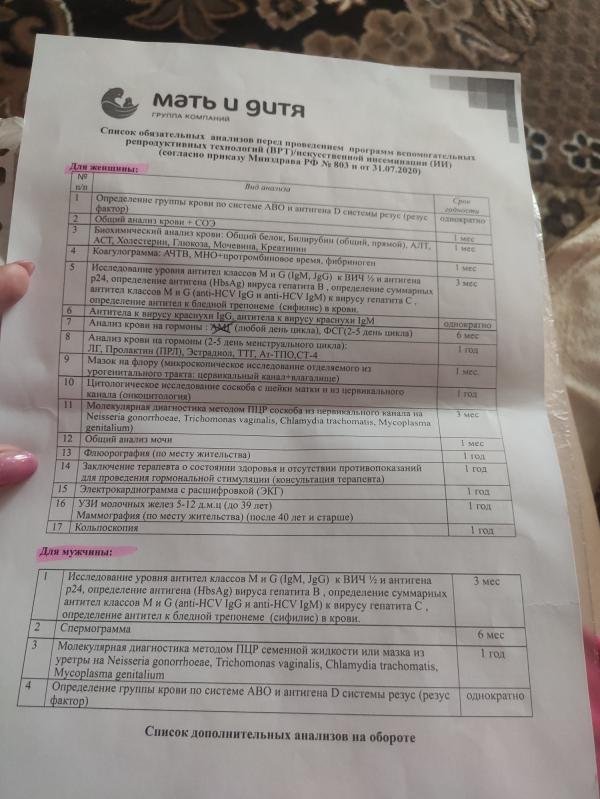 мать и дитя
ГРУППА КОМПАНИЙ
Список обязательных анализов перед проведением программ вспомогательных
репродуктивных технологий (ВРТ)/искусственной инсеминации (ИИ)
(согласно приказу Минздрава РФ № 803 н от 31.07.2020)
Для женщины:
№ п/п Вид анализа Срок годности
1 Определение группы крови по системе АВО и антигена D системы резус (резус
фактор) однократно
2 Общий анализ крови + СОЭ 1 мес
3 Биохимический анализ крови: Общий белок, Билирубин (общий, прямой), АЛТ,
АСТ, Холестерин, Глюкоза, Мочевина, Креатинин 1 мес
4 Коагулограмма: АЧТВ, МНО+протромбиновое время, фибриноген 1 мес
5 Исследование уровня антител классов M и G (IgM, JgG) к ВИЧ ½ и антигена
p24, определение антигена (HbsAg) вируса гепатита В , определение суммарных
антител классов M и G (anti-HCV IgG и anti-HCV IgM) к вирусу гепатита С ,
определение антител к бледной трепонеме (сифилис) в крови. 3 мес
6 Антитела к вирусу краснухи IgG, антитела к вирусу краснухи IgM однократно
7 Анализ крови на гормоны : АМГ (любой день цикла), ФСГ(2-5 день цикла) 6 мес
8 Анализ крови на гормоны (2-5 день менструального цикла):
ЛГ, Пролактин (ПРЛ), Эстрадиол, ТТГ, Ат-ТПО,СТ-4 1 год
9 Мазок на флору (микроскопическое исследование отделяемого из
урогенитального тракта: цервикальный канал+влагалище) 1 мес.
10 Цитологическое исследование соскоба с шейки матки и из цервикального
канала (онкоцитология) 1 год
11 Молекулярная диагностика методом ПЦР соскоба из цервикального канала на
Neisseria gonorrhoeae, Trichomonas vaginalis, Chlamydia trachomatis, Mycoplasma
genitalium) 3 мес
12 Общий анализ мочи 1 мес
13 Флюорография (по месту жительства) 1 год
14 Заключение терапевта о состоянии здоровья и отсутствии противопоказаний
для проведения гормональной стимуляции (консультация терапевта) 1 год
15 Электрокардиограмма с расшифровкой (ЭКГ) 1 год
16 УЗИ молочных желез 5-12 д.м.ц (до 39 лет) 1 год
Маммография (по месту жительства) (после 40 лет и старше) 1 год
17 Кольпоскопия 1 год
Для мужчины:
1 Исследование уровня антител классов M и G (IgM, JgG) к ВИЧ ½ и антигена
p24, определение антигена (HbsAg) вируса гепатита В , определение суммарных
антител классов M и G (anti-HCV IgG и anti-HCV IgM) к вирусу гепатита С ,
определение антител к бледной трепонеме (сифилис) в крови. 3 мес
2 Спермограмма 6 мес
3 Молекулярная диагностика методом ПЦР семенной жидкости или мазка из
уретры на Neisseria gonorrhoeae, Trichomonas vaginalis, Chlamydia trachomatis,
Mycoplasma genitalium 1 год
4 Определение группы крови по системе АВО и антигена D системы резус (резус
фактор) однократно
Список дополнительных анализов на обороте